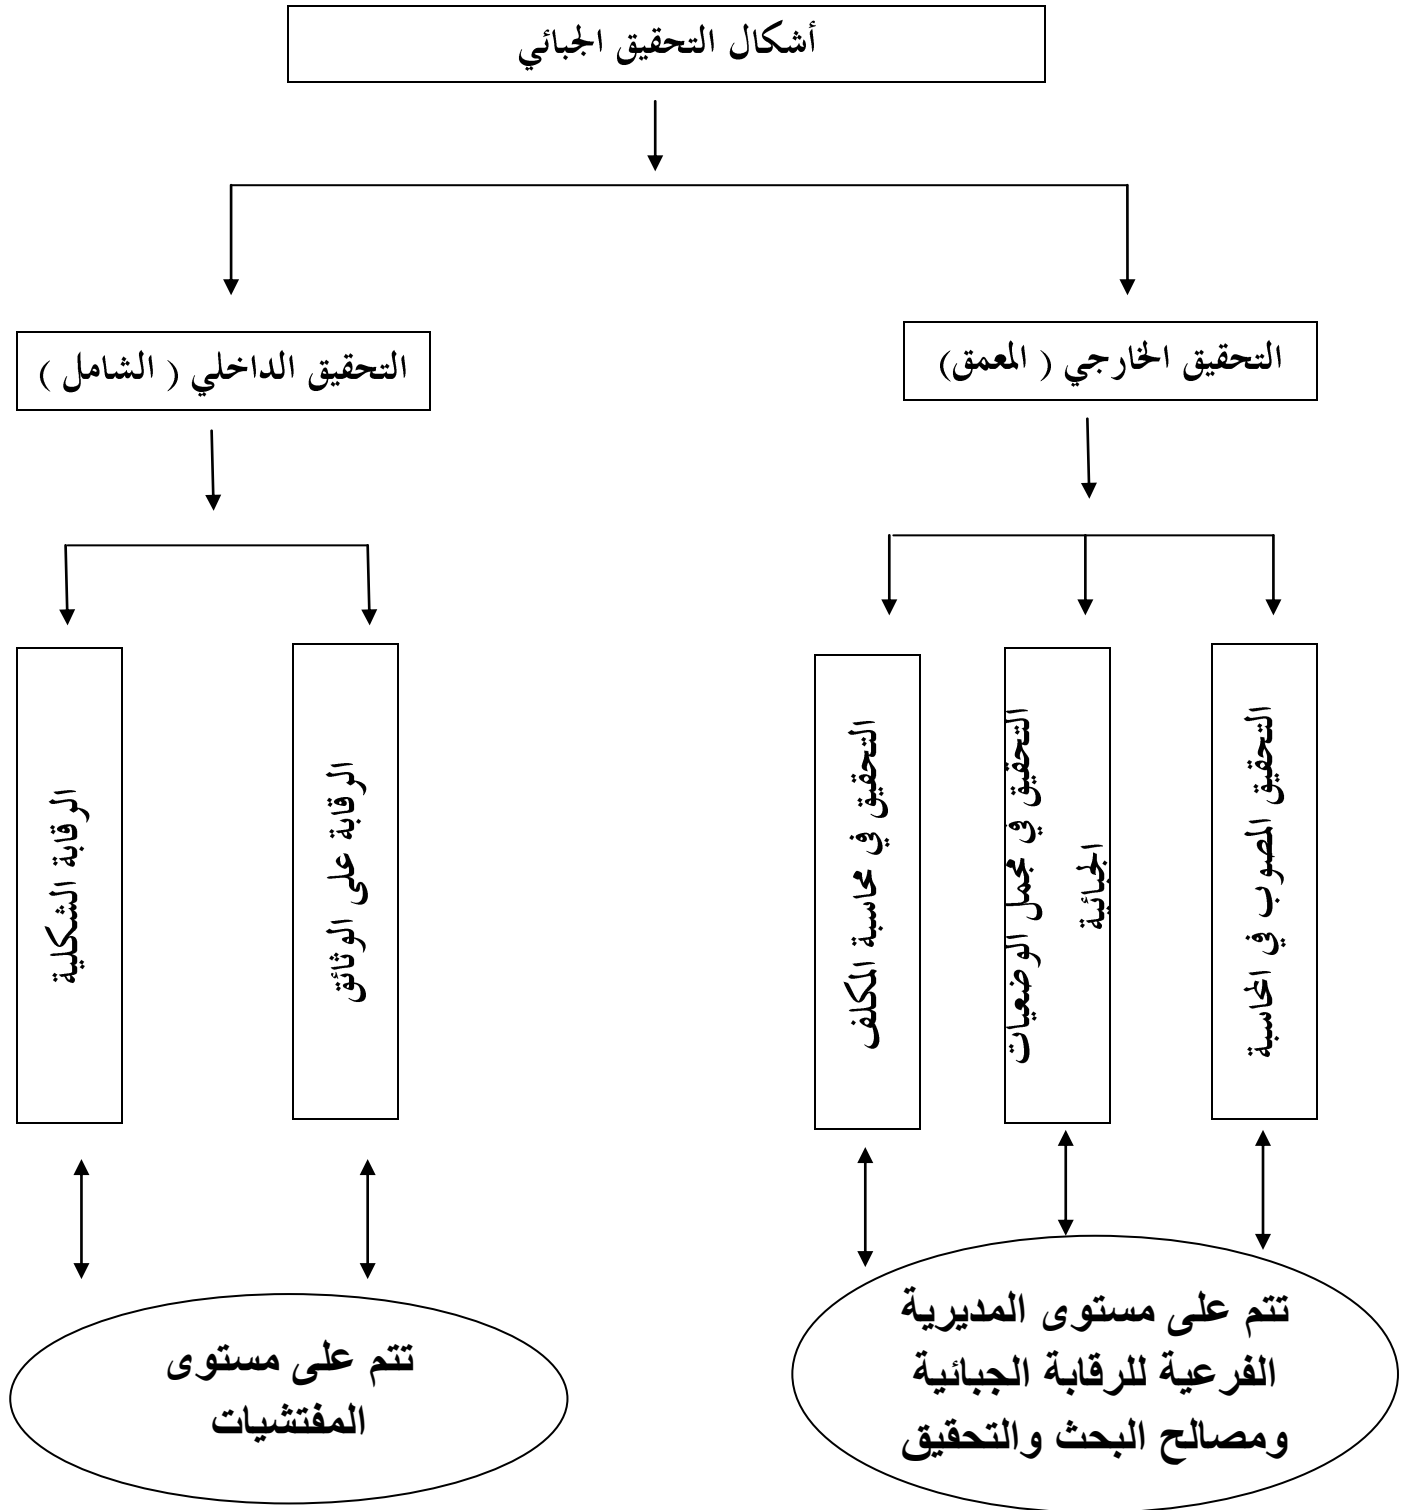 أشكال التحقيق الجبائي
التحقيق الخارجي ( المعمق)
التحقيق الداخلي ( الشامل )
التحقيق المصوب في المحاسبة
التحقيق في مجمل الوضعيات
الجبائية
التحقيق في محاسبة المكلف
الرقابة على الوثائق
الرقابة الشكلية
تتم على مستوى المديرية
الفرعية للرقابة الجبائية
ومصالح البحث والتحقيق
تتم على مستوى
المفتشيات